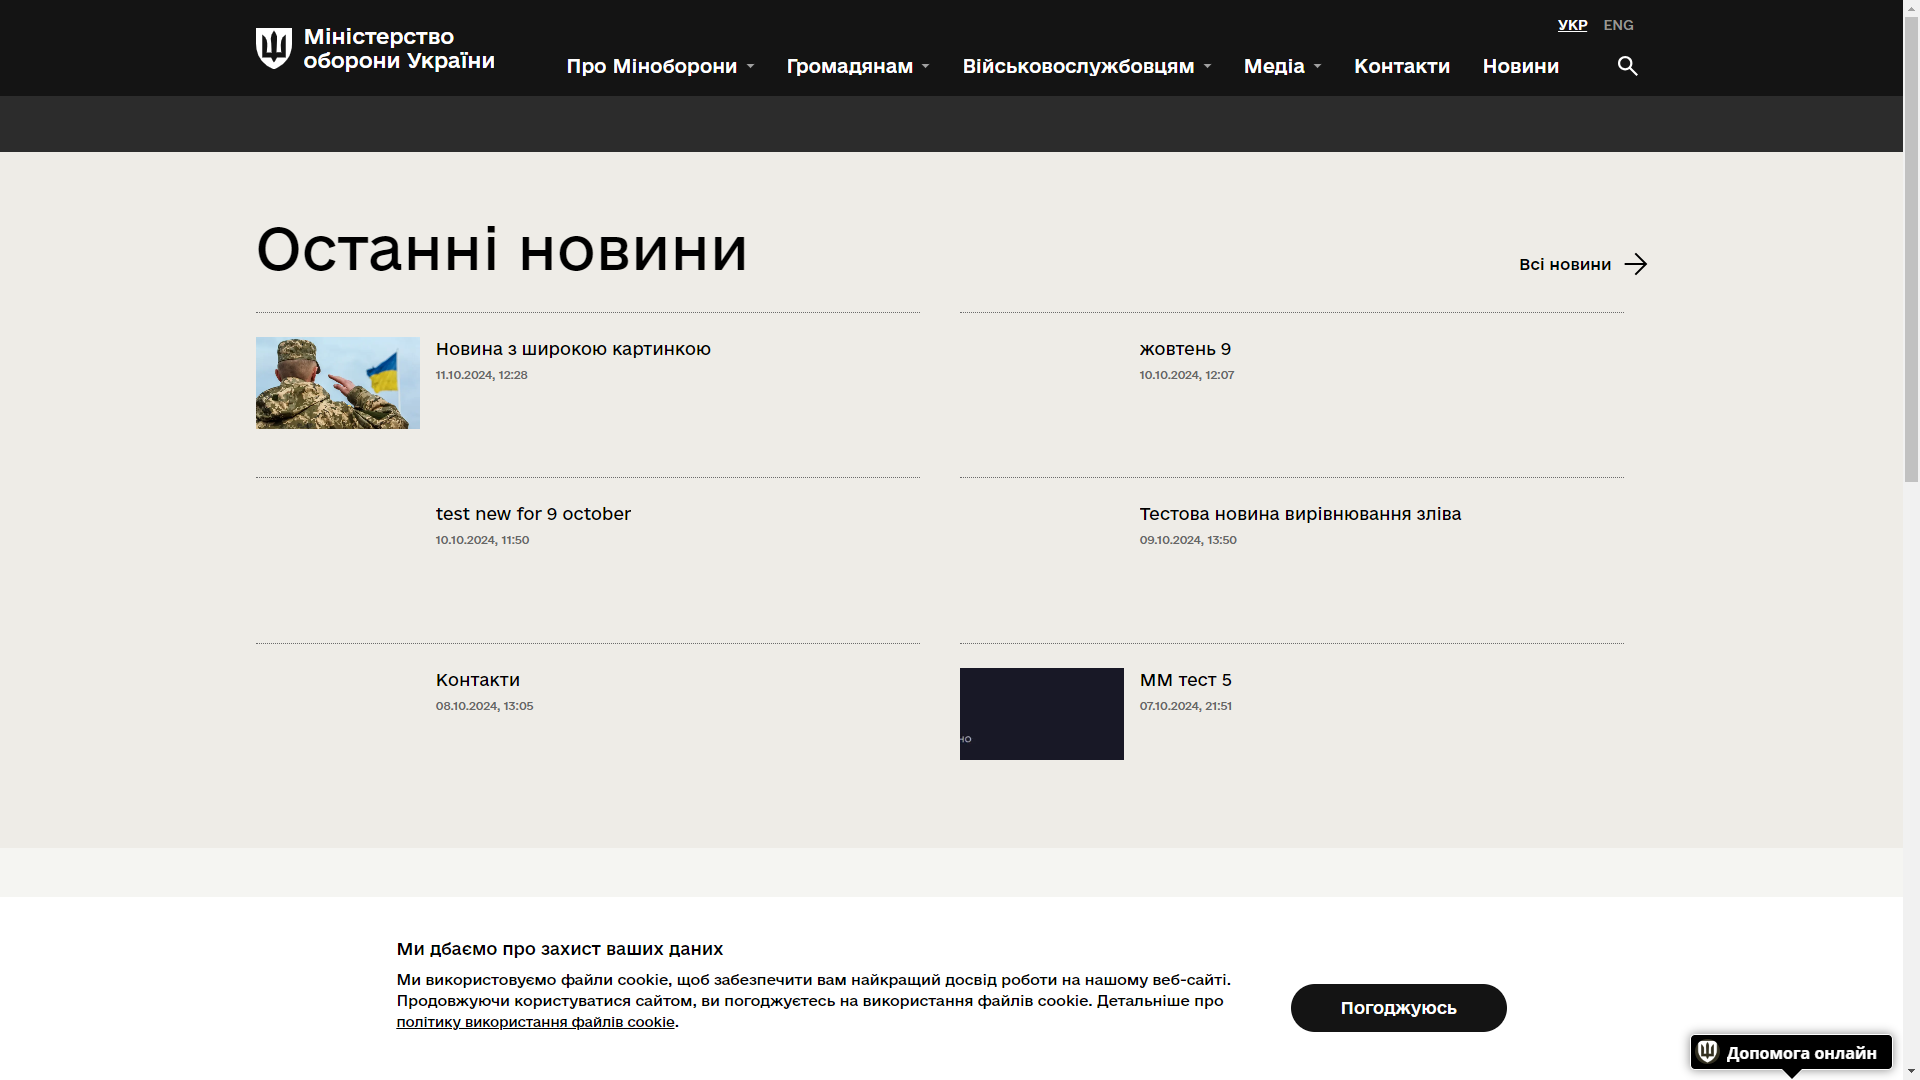 Міністерство
оборони України
УКР ENG
Про Міноборони Громадянам Військовослужбовцям Медіа Контакти Новини
Останні новини
Всі новини
Новина з широкою картинкою
11.10.2024, 12:28
жовтень 9
10.10.2024, 12:07
test new for 9 october
10.10.2024, 11:50
Тестова новина вирівнювання зліва
09.10.2024, 13:50
Контакти
08.10.2024, 13:05
но
ММ тест 5
07.10.2024, 21:51
Ми дбаємо про захист ваших даних
Ми використовуємо файли cookie, щоб забезпечити вам найкращий досвід роботи на нашому веб-сайті.
Продовжуючи користуватися сайтом, ви погоджуєтесь на використання файлів cookie. Детальніше про
політику використання файлів cookie.
Погоджуюсь
Допомога онлайн